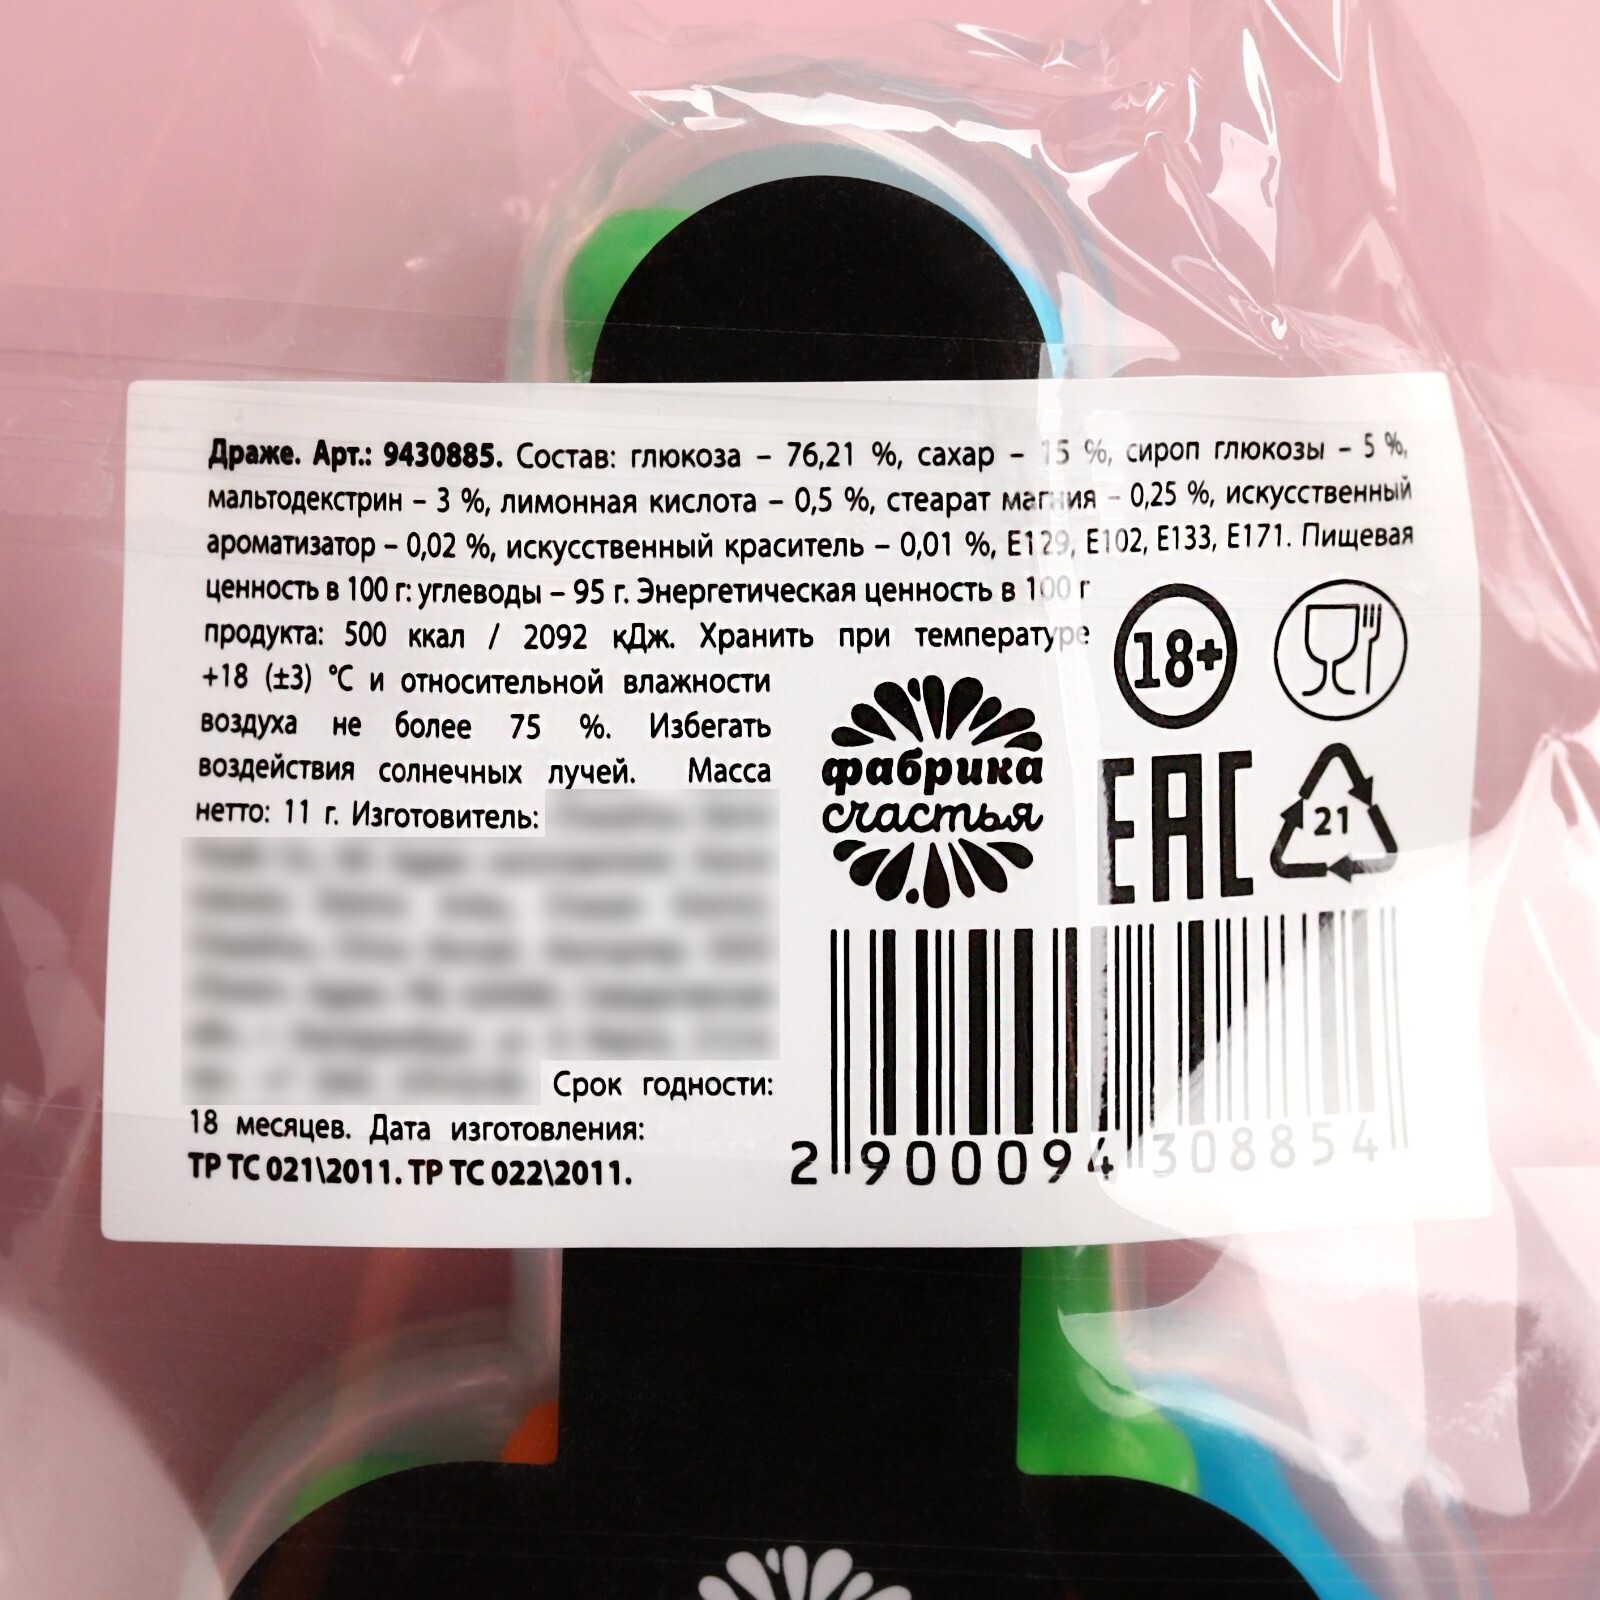 Драже. Арт.: 9430885. Состав: глюкоза – 76,21 %, сахар – 15 %, сироп глюкозы – 5 %,
мальтодекстрин – 3 %, лимонная кислота – 0,5 %, стеарат магния – 0,25 %, искусственный
ароматизатор – 0,02 %, искусственный краситель – 0,01 %, Е129, Е102, Е133, Е171. Пищевая
ценность в 100 г: углеводы – 95 г. Энергетическая ценность в 100 г
продукта: 500 ккал / 2092 кДж. Хранить при температуре
+18 (±3) °С и относительной влажности
воздуха не более 75 %. Избегать
воздействия солнечных лучей. Масса
нетто: 11 г. Изготовитель:
Срок годности:
18 месяцев. Дата изготовления:
ТР ТС 021\2011. ТР ТС 022\2011.
18+
фабрика
счастья
ЕАС
21
2 900094 308854